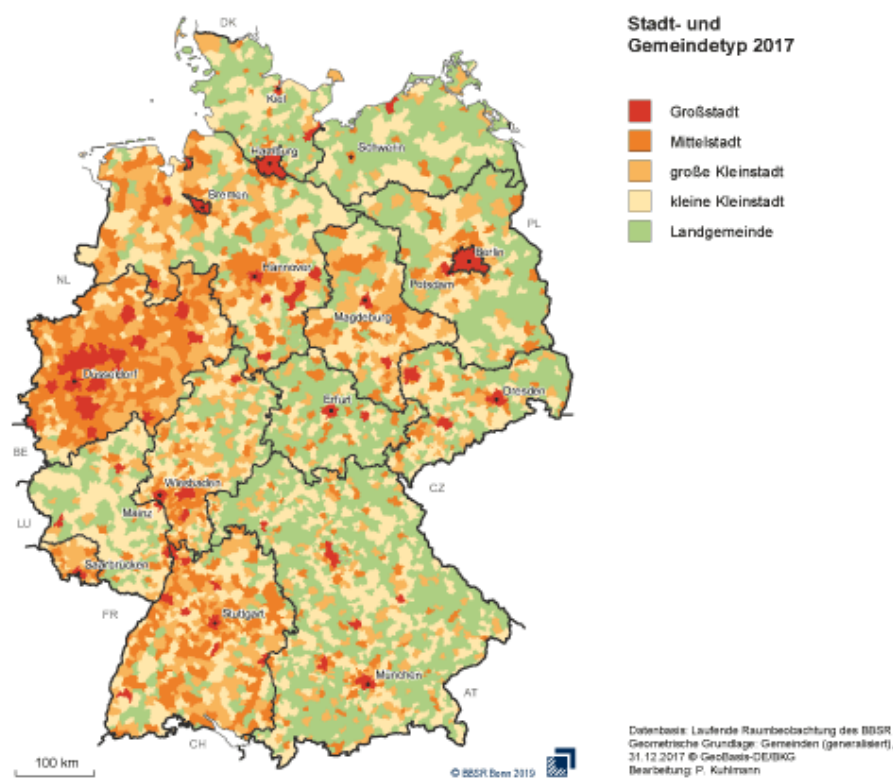 Stadt- und
Gemeindetyp 2017
Großstadt
Mittelstadt
große Kleinstadt
kleine Kleinstadt
Landgemeinde
DK
Kiel
Hamburg
Schwerin
Bremen
PL
Berlin
NL
Hannover
Potsdam
Magdeburg
Düsseldorf
Erfurt
Dresden
BE
Wiesbaden
CZ
Mainz
LU
Saarbrücken
FR
Stuttgart
München
AT
CH
100 km
© BBSR Bonn 2019
Datenbasis: Laufende Raumbeobachtung des BBSR
Geometrische Grundlage: Gemeinden (generalisiert),
31.12.2017 © GeoBasis-DE/BKG
Bearbeitung: P. Kuhlmann